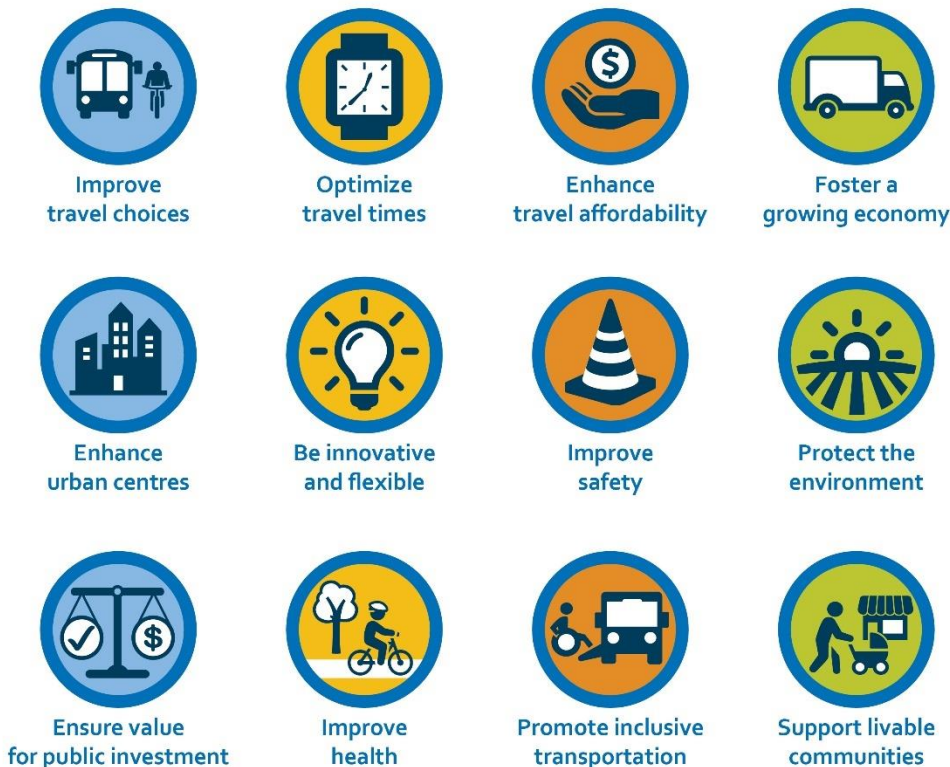 $
Improve
travel choices
Optimize
travel times
Enhance
travel affordability
Foster a
growing economy
Enhance
urban centres
Be innovative
and flexible
Improve
safety
Protect the
environment
$
Ensure value
for public investment
Improve
health
Promote inclusive
transportation
Support livable
communities